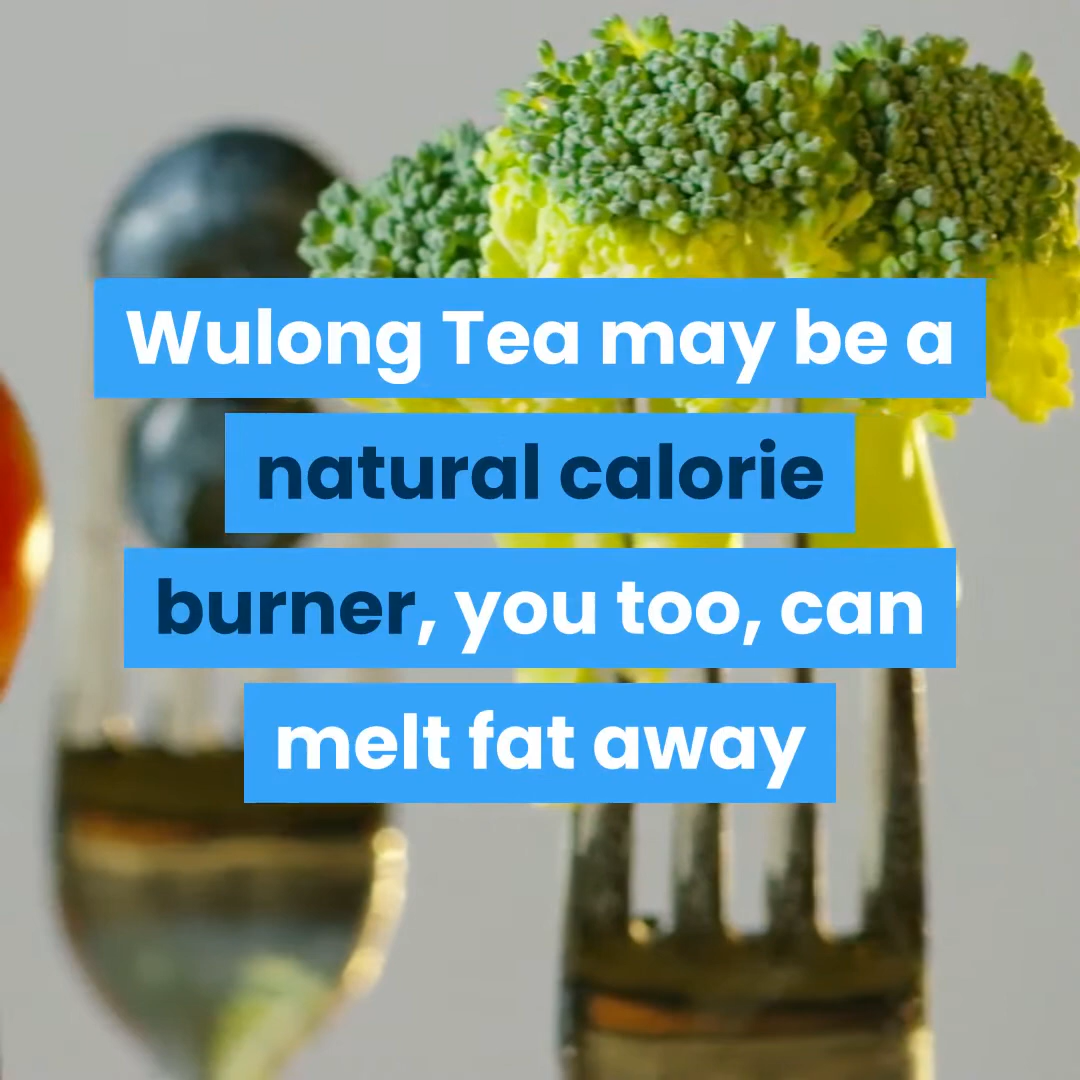 Wulong Tea may be a
natural calorie
burner, you too, can
melt fat away